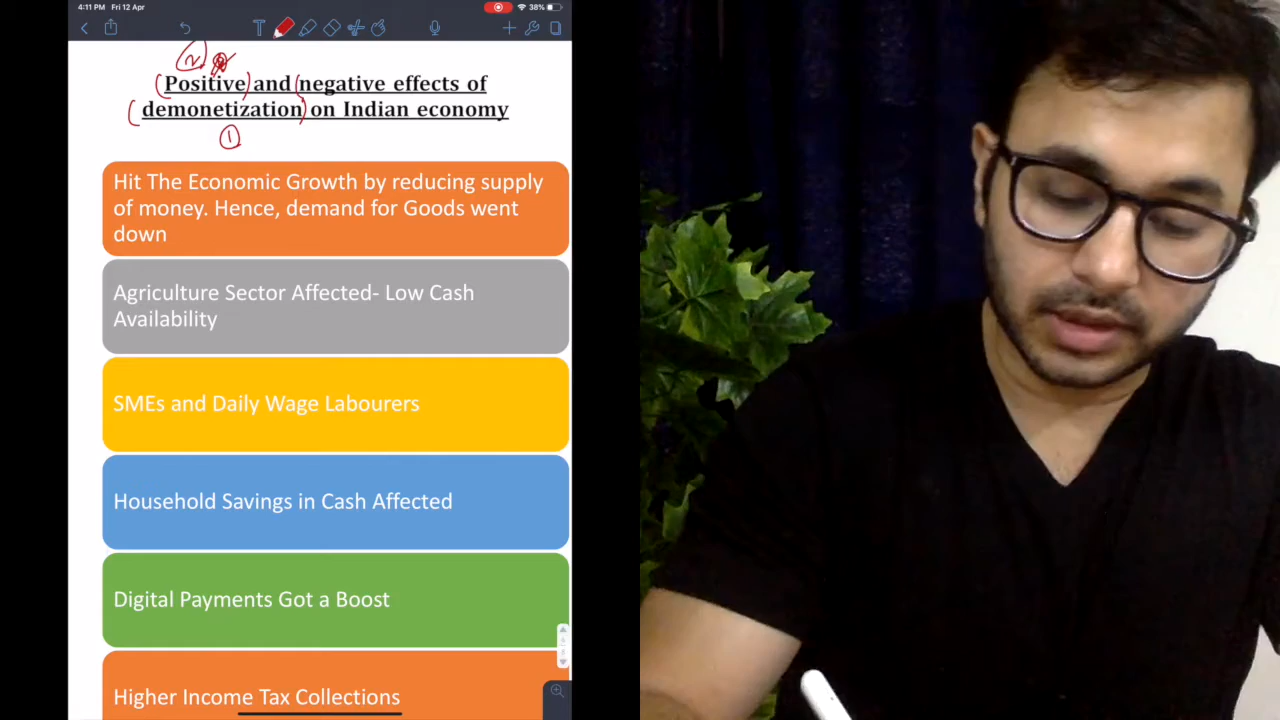 4:11 PM Fri 12 Apr
38%
T
2
Positive and negative effects of
demonetization on Indian economy
1
Hit The Economic Growth by reducing supply
of money. Hence, demand for Goods went
down
Agriculture Sector Affected- Low Cash
Availability
SMEs and Daily Wage Labourers
Household Savings in Cash Affected
Digital Payments Got a Boost
Higher Income Tax Collections